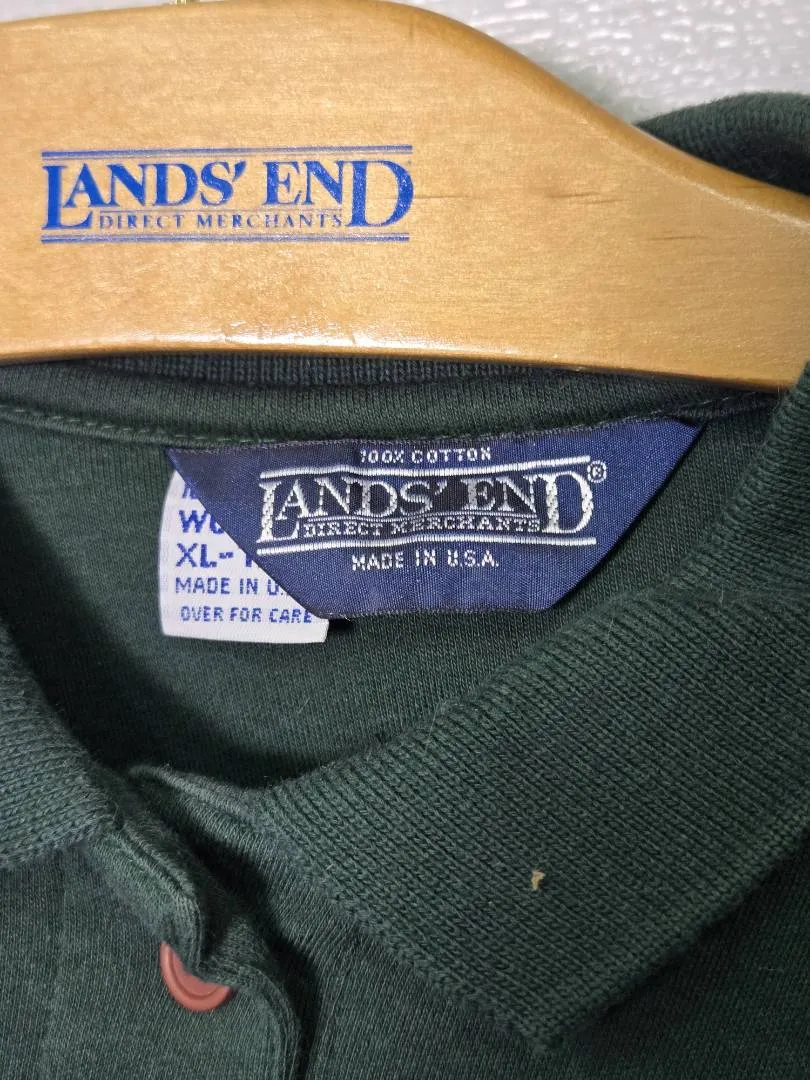 LANDS' END
DIRECT MERCHANTS
100% COTTON
LANDS' END®
DIRECT MERCHANTS
MADE IN U.S.A.
XL-
MADE IN U.
OVER FOR CARE